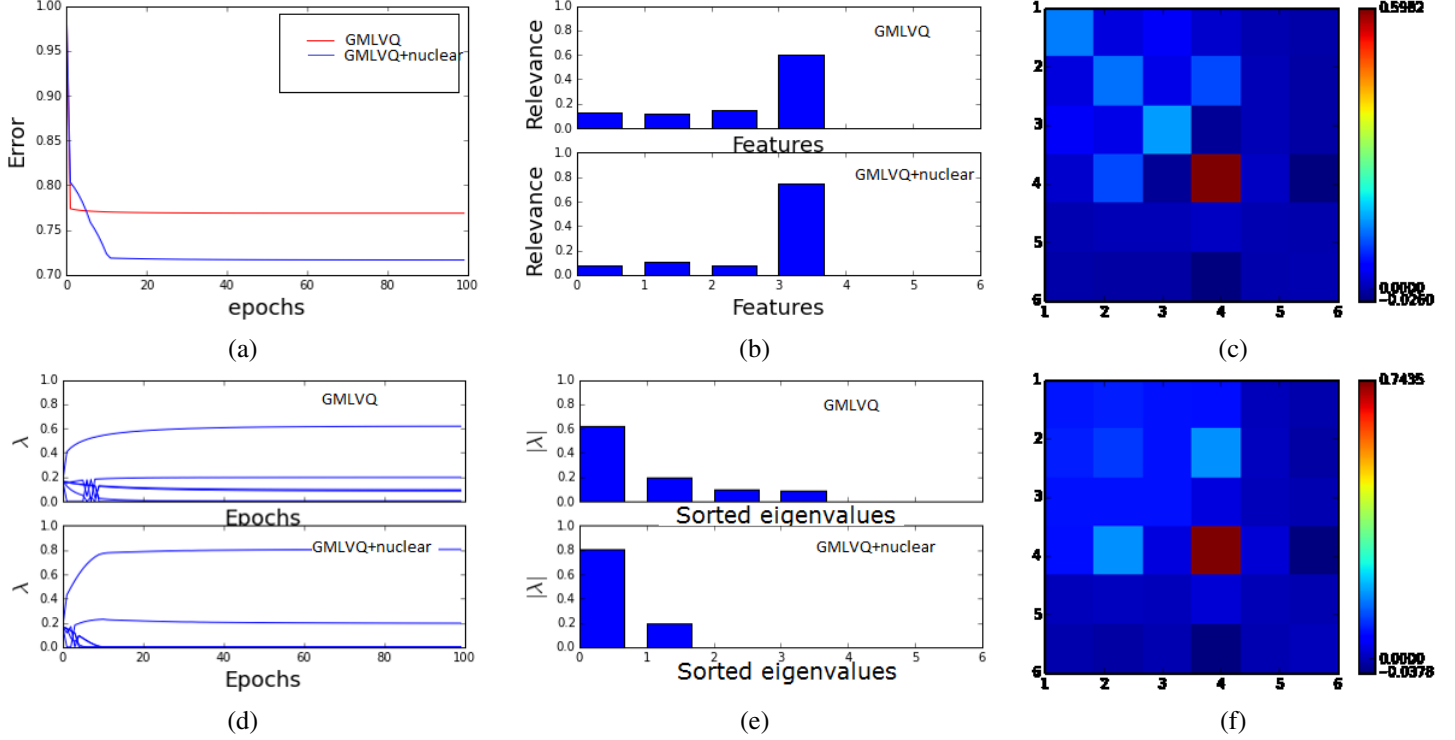 1.00
0.95
0.90
0.85
0.80
0.75
0.70
Error
GMLVQ
GMLVQ+nuclear
0 20 40 60 80 100
epochs
(a)
1.0
0.8
0.6
0.4
0.2
0.0
Relevance
GMLVQ
Features
1.0
0.8
0.6
0.4
0.2
0.0
Relevance
GMLVQ+nuclear
0 1 2 3 4 5 6
Features
(b)
1
2
3
4
5
6
1 2 3 4 5 6
0.5982
0.0000
−0.0260
(c)
1.0
0.8
0.6
0.4
0.2
0.0
λ
GMLVQ
Epochs
1.0
0.8
0.6
0.4
0.2
0.0
λ
GMLVQ+nuclear
0 20 40 60 80 100
Epochs
(d)
1.0
0.8
0.6
0.4
0.2
0.0
|λ|
GMLVQ
Sorted eigenvalues
1.0
0.8
0.6
0.4
0.2
0.0
|λ|
GMLVQ+nuclear
0 1 2 3 4 5 6
Sorted eigenvalues
(e)
1
2
3
4
5
6
1 2 3 4 5 6
0.7435
0.0000
−0.0378
(f)